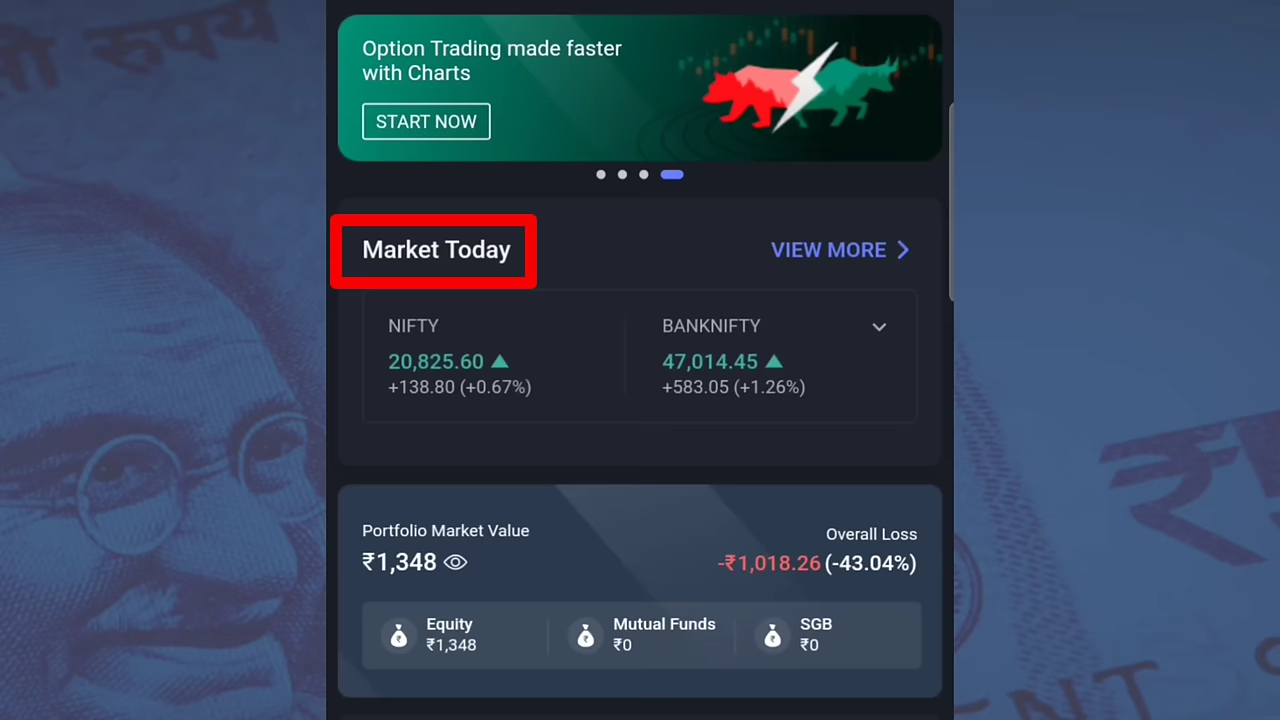 रुपये
Option Trading made faster
with Charts
START NOW
Market Today
VIEW MORE
NIFTY
BANKNIFTY
20,825.60
47,014.45
+138.80 (+0.67%)
+583.05 (+1.26%)
Portfolio Market Value
Overall Loss
₹1,348
-₹1,018.26 (-43.04%)
Equity
Mutual Funds
SGB
₹1,348
₹0
₹0